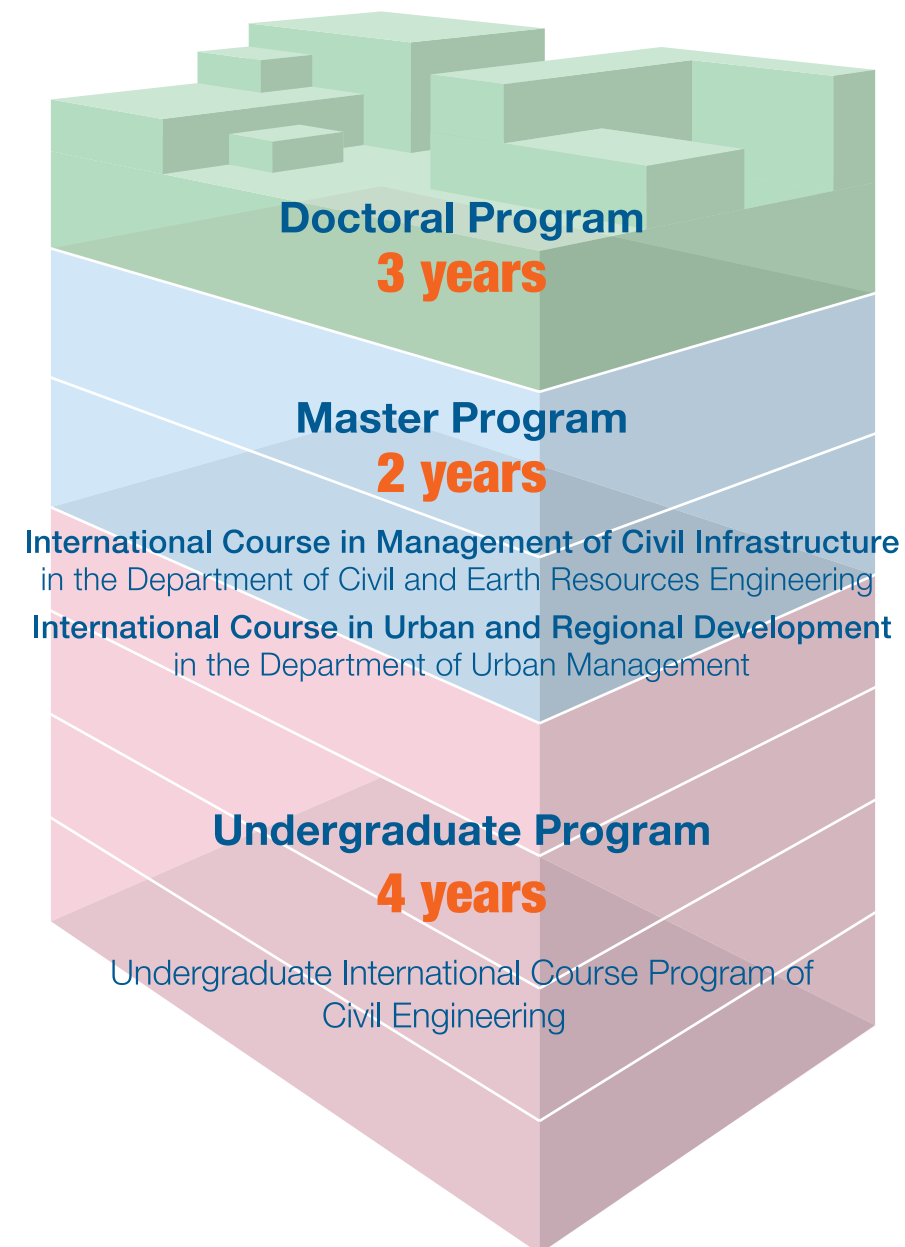 Doctoral Program
3 years
Master Program
2 years
International Course in Management of Civil Infrastructure
in the Department of Civil and Earth Resources Engineering
International Course in Urban and Regional Development
in the Department of Urban Management
Undergraduate Program
4 years
Undergraduate International Course Program of
Civil Engineering